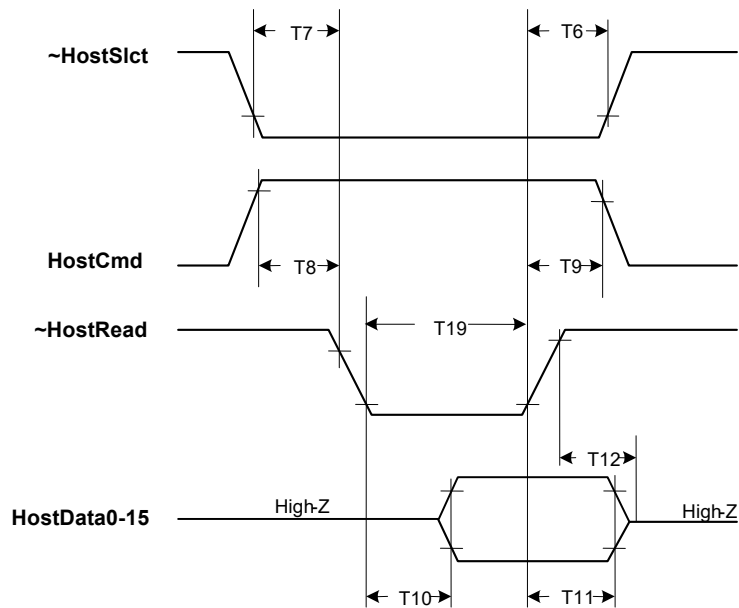 T7
T6
~HostSlct
HostCmd
T8
T9
~HostRead
T19
T12
HostData0-15
High-Z
High-Z
T10
T11